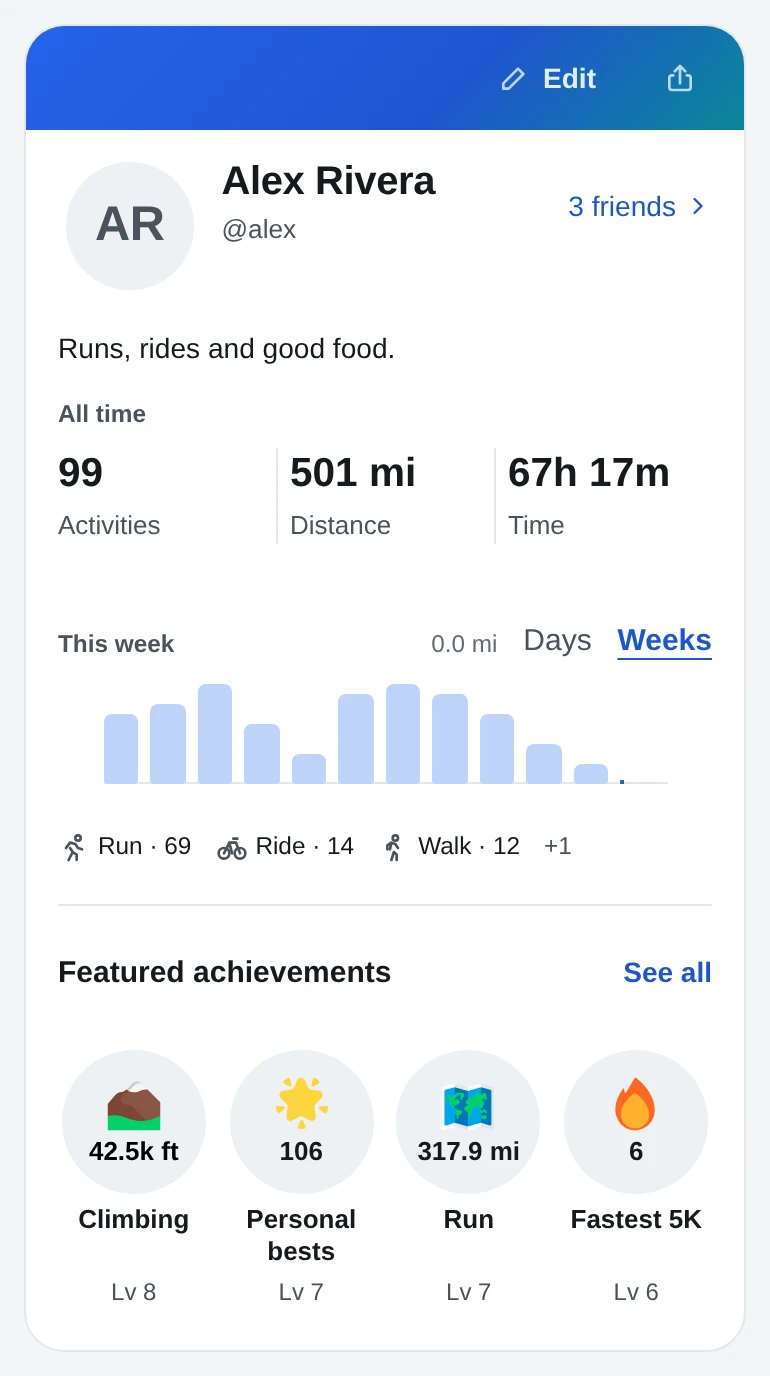 Edit
AR
Alex Rivera
@alex
3 friends
Runs, rides and good food.
All time
99
501 mi
67h 17m
Activities
Distance
Time
This week
0.0 mi
Days
Weeks
Run · 69
Ride · 14
Walk · 12
+1
Featured achievements
See all
42.5k ft
106
317.9 mi
6
Climbing
Personal
bests
Run
Fastest 5K
Lv 8
Lv 7
Lv 7
Lv 6